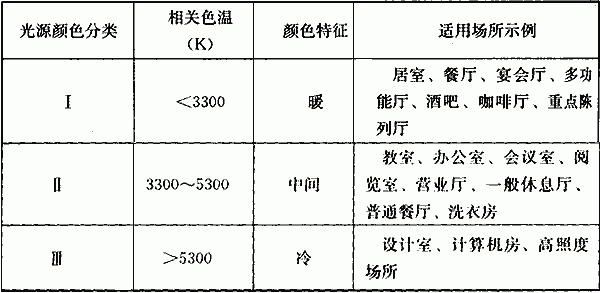 光源颜色分类 相关色温（K） 颜色特征 适用场所示例
Ⅰ <3300 暖 居室、餐厅、宴会厅、多功
能厅、酒吧、咖啡厅、重点陈
列厅
Ⅱ 3300～5300 中间 教室、办公室、会议室、阅
览室、营业厅、一般休息厅、
普通餐厅、洗衣房
Ⅲ >5300 冷 设计室、计算机房、高照度
场所